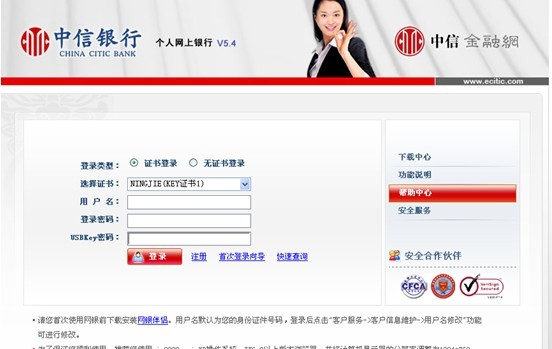 中信银行
CHINA CITIC BANK
个人网上银行 V5.4
中信 金融網
www.ecitic.com
登录类型： 证书登录 无证书登录
选择证书： NINGJIE(KEY证书1)
用 户 名：
登录密码：
USBKey密码：
登录 注册 首次登录向导 快速查询
下载中心
功能说明
帮助中心
安全服务
安全合作伙伴
CFCA
VeriSign
Secured
• 请您首次使用网银前下载安装网银伴侣。用户名默认为您的身份证件号码，登录后点击"客户服务->客户信息维护->用户名修改"功能
可进行修改。